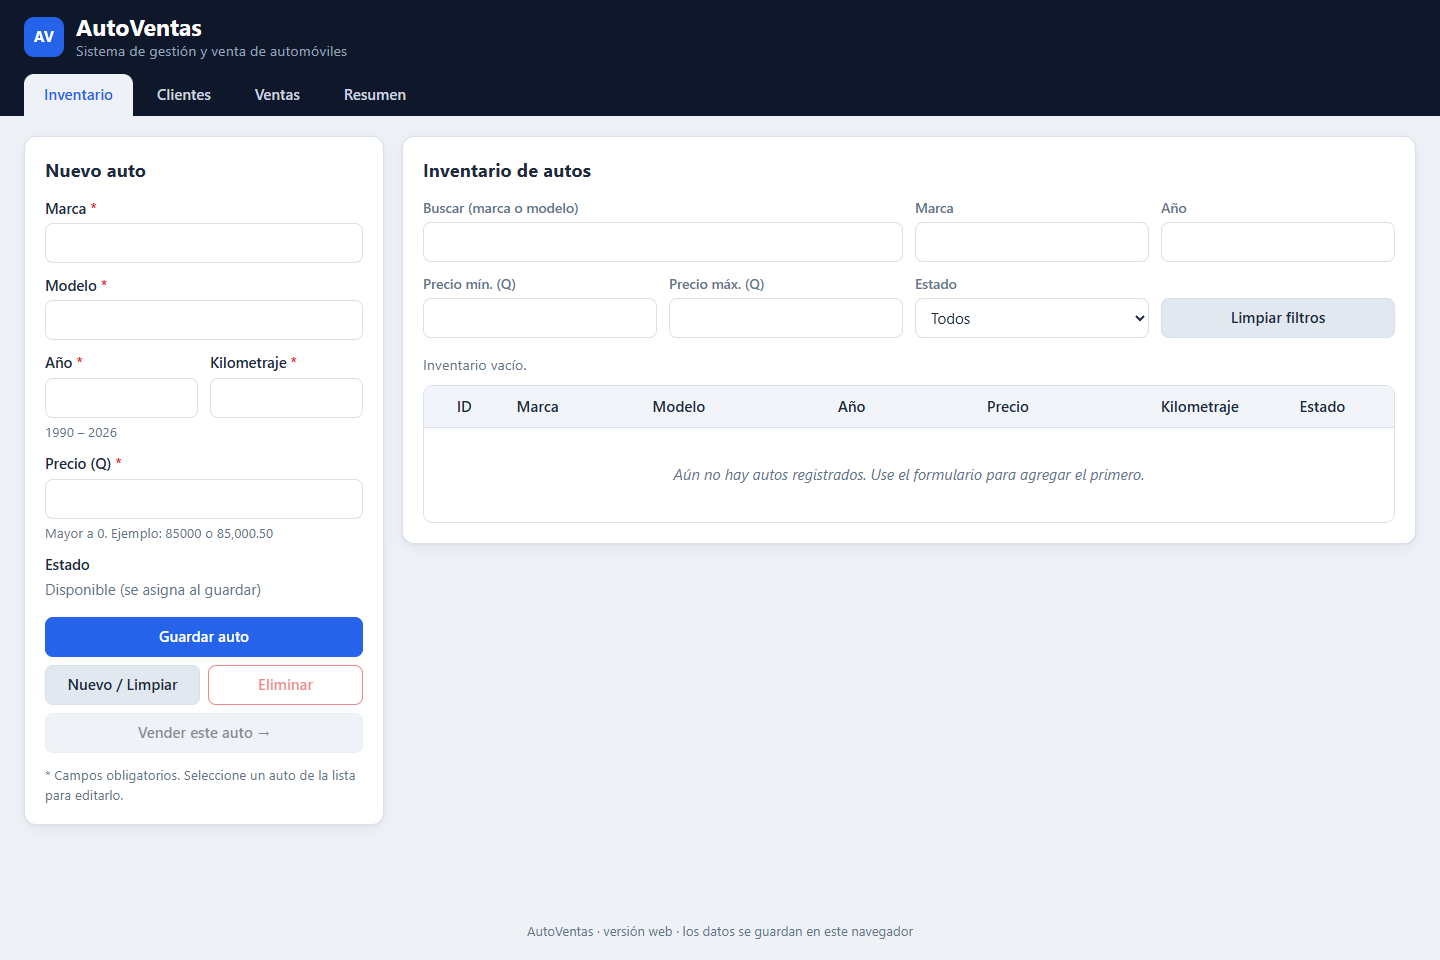 AV
AutoVentas
Sistema de gestión y venta de automóviles
Inventario Clientes Ventas Resumen
Nuevo auto
Marca *
Modelo *
Año * Kilometraje *
1990 – 2026
Precio (Q) *
Mayor a 0. Ejemplo: 85000 o 85,000.50
Estado
Disponible (se asigna al guardar)
Guardar auto
Nuevo / Limpiar Eliminar
Vender este auto →
* Campos obligatorios. Seleccione un auto de la lista
para editarlo.
Inventario de autos
Buscar (marca o modelo) Marca Año
Precio mín. (Q) Precio máx. (Q) Estado
Todos Limpiar filtros
Inventario vacío.
ID Marca Modelo Año Precio Kilometraje Estado
Aún no hay autos registrados. Use el formulario para agregar el primero.
AutoVentas · versión web · los datos se guardan en este navegador